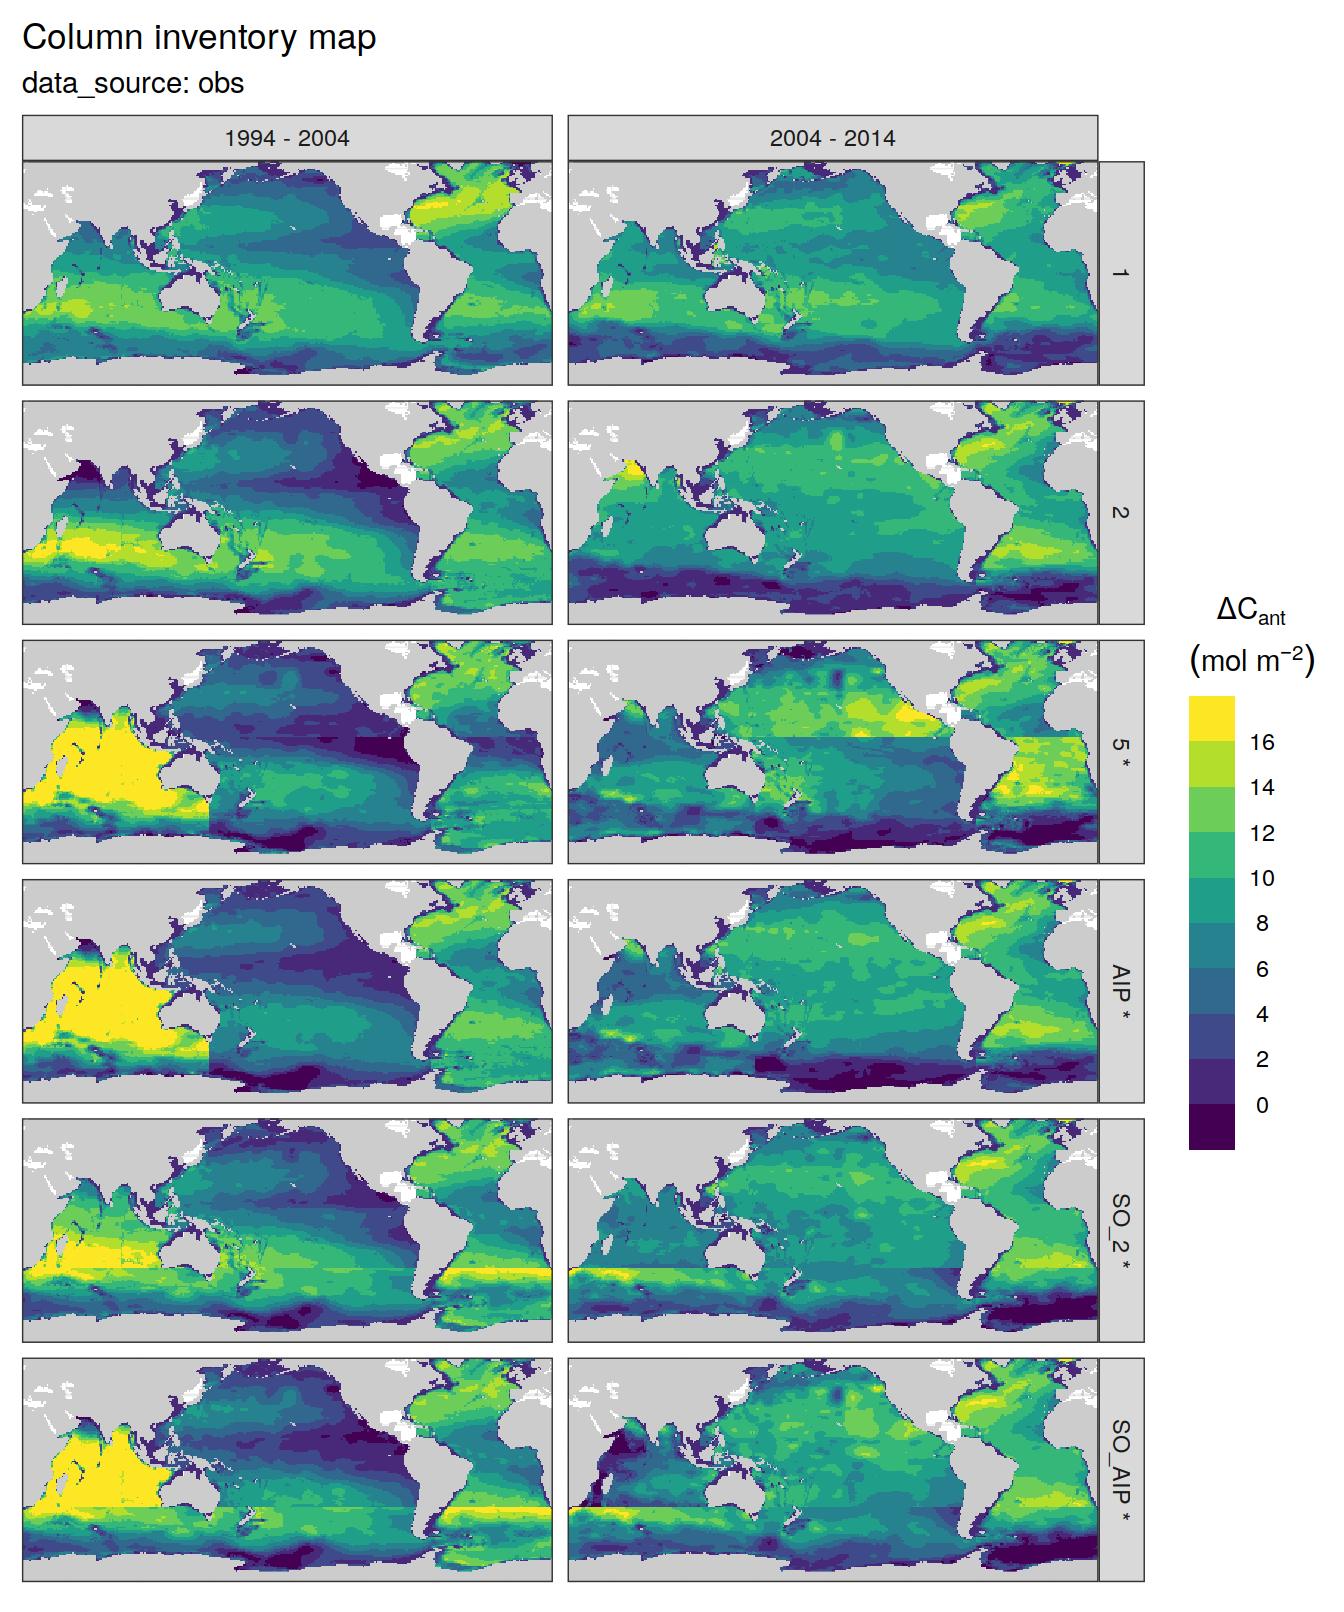 Column inventory map
data_source: obs
1994 - 2004
2004 - 2014
1
2
5 *
AIP *
SO_2 *
SO_AIP *
ΔCant
(mol m−2)
16
14
12
10
8
6
4
2
0